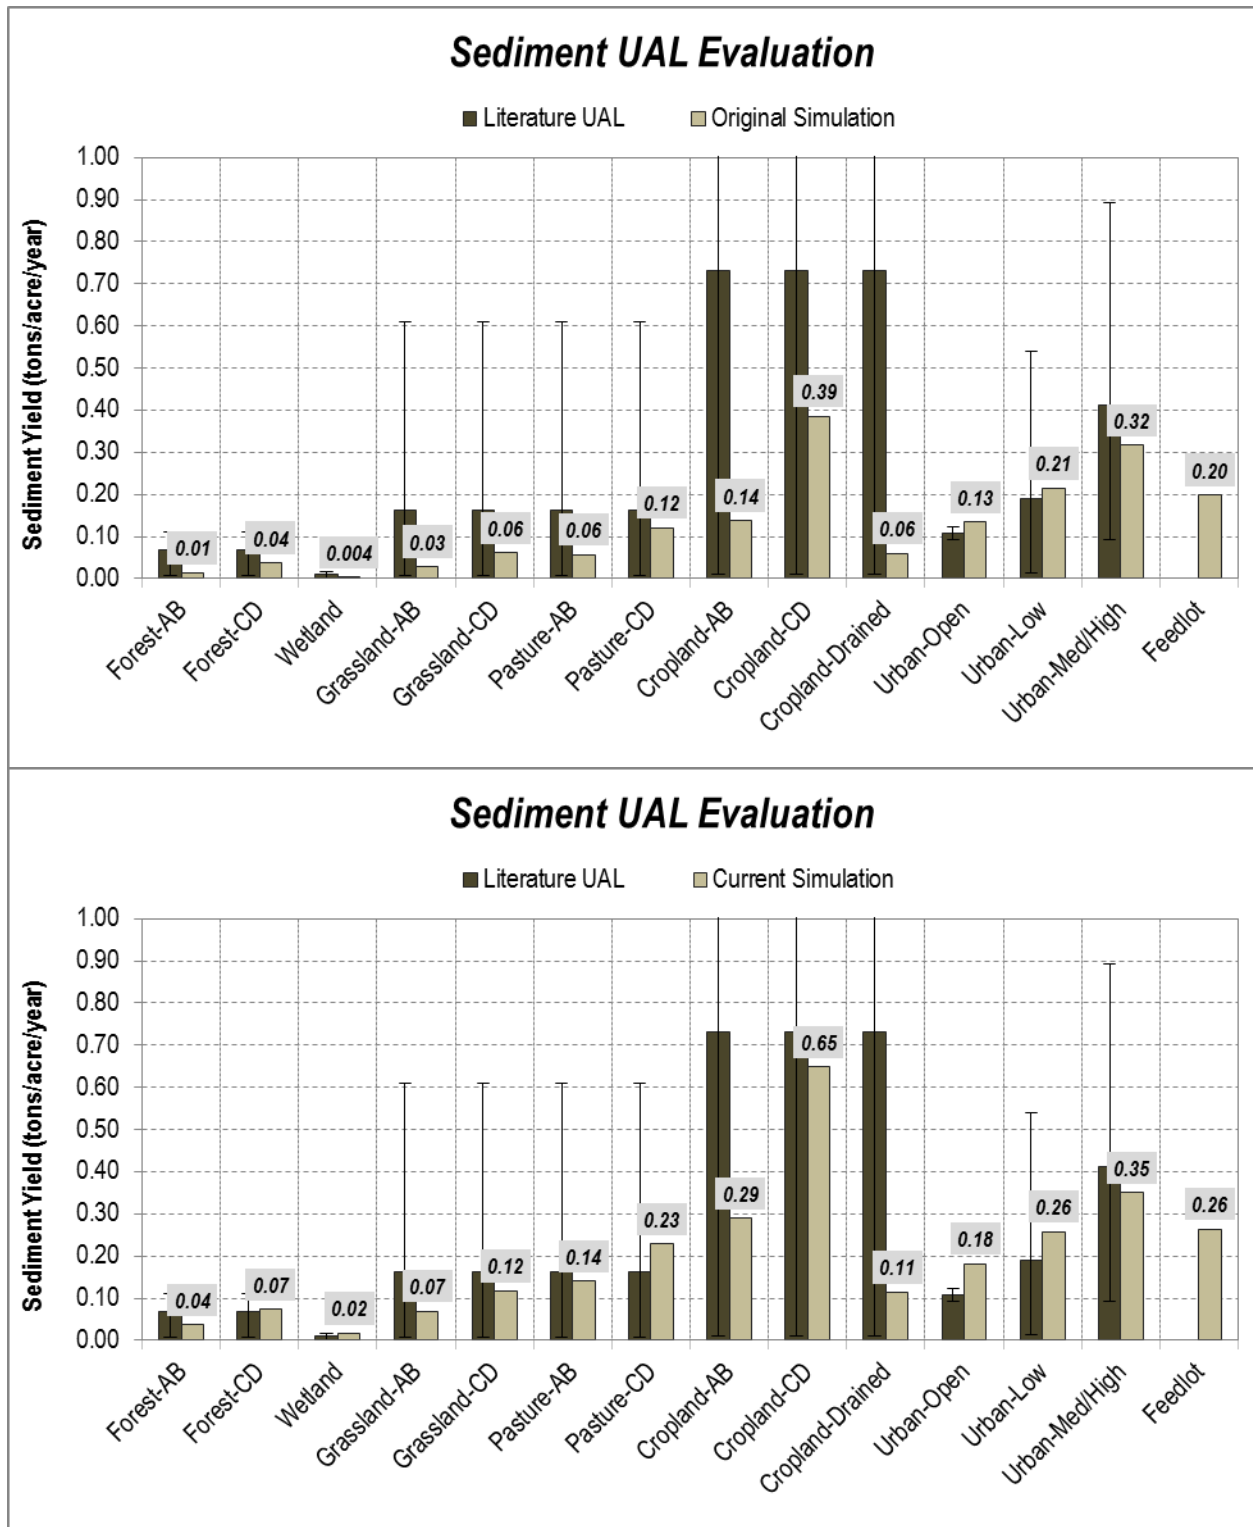 Sediment UAL Evaluation
Literature UAL Original Simulation
Sediment Yield (tons/acre/year)
1.00
0.90
0.80
0.70
0.60
0.50
0.40
0.30
0.20
0.10
0.00
0.01 0.04 0.004 0.03 0.06 0.06 0.12 0.14 0.39 0.06 0.13 0.21 0.32 0.20
Forest-AB
Forest-CD
Wetland
Grassland-AB
Grassland-CD
Pasture-AB
Pasture-CD
Cropland-AB
Cropland-CD
Cropland-Drained
Urban-Open
Urban-Low
Urban-Med/High
Feedlot
Sediment UAL Evaluation
Literature UAL Current Simulation
Sediment Yield (tons/acre/year)
1.00
0.90
0.80
0.70
0.60
0.50
0.40
0.30
0.20
0.10
0.00
0.04 0.07 0.02 0.07 0.12 0.14 0.23 0.29 0.65 0.11 0.18 0.26 0.35 0.26
Forest-AB
Forest-CD
Wetland
Grassland-AB
Grassland-CD
Pasture-AB
Pasture-CD
Cropland-AB
Cropland-CD
Cropland-Drained
Urban-Open
Urban-Low
Urban-Med/High
Feedlot